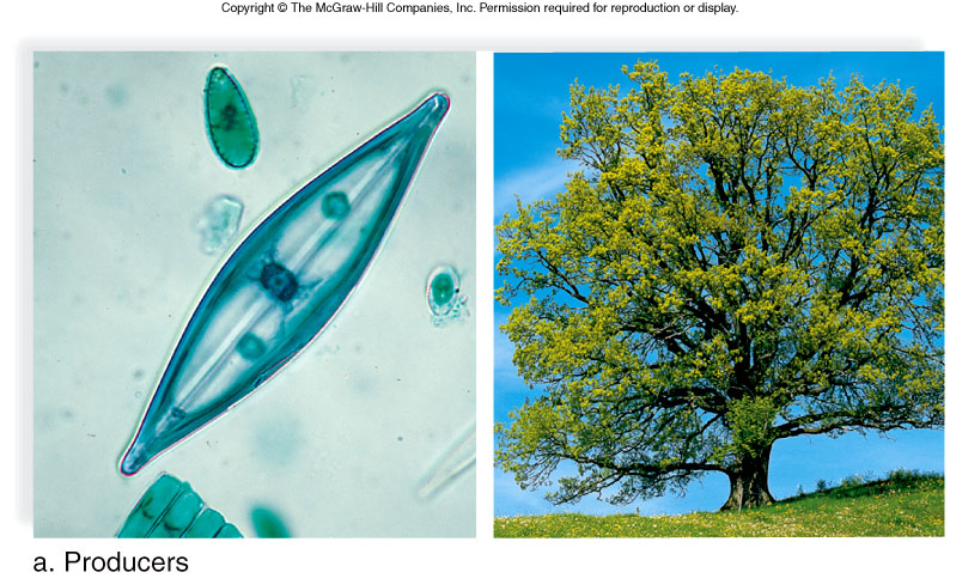 Copyright © The McGraw-Hill Companies, Inc. Permission required for reproduction or display.
a. Producers